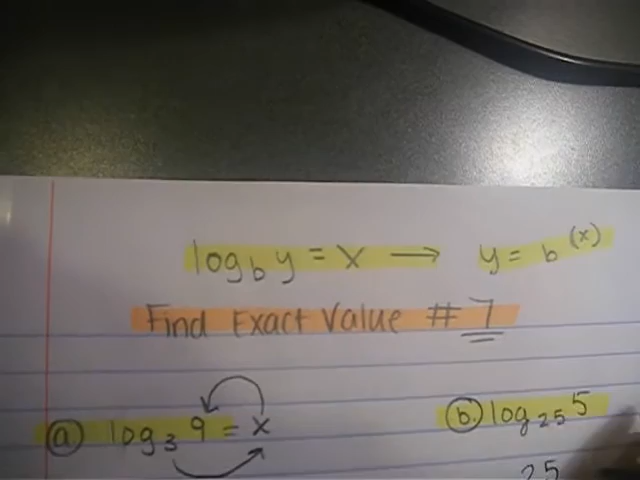 log_b y = x → y = b^(x)
Find Exact Value # 7
(a) log_3 9 = x (b.) log_25 5
25